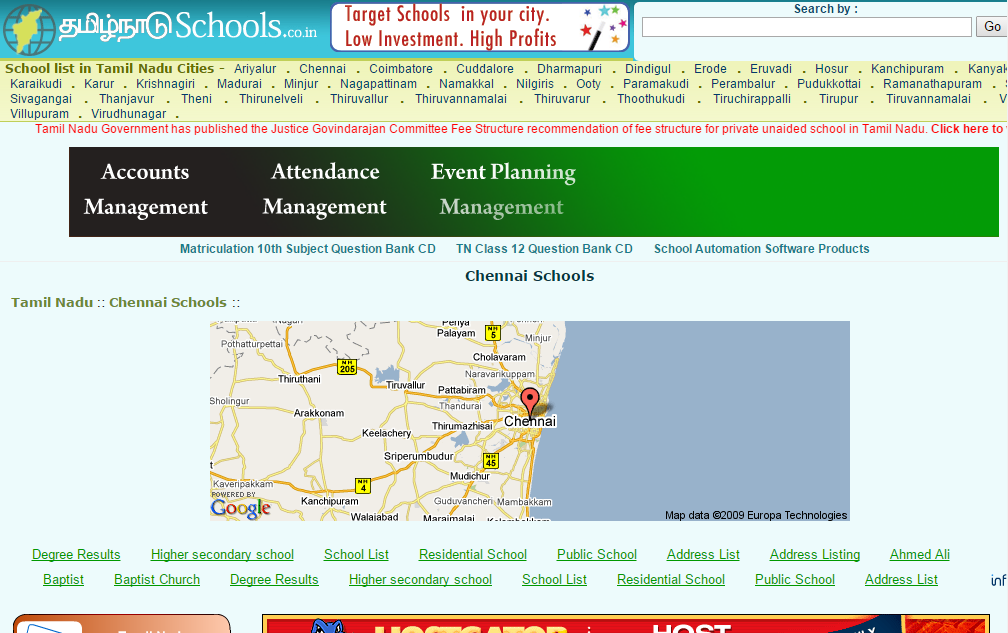 தமிழ்நாடு Schools.co.in
Target Schools in your city.
Low Investment. High Profits
Search by :
Go
School list in Tamil Nadu Cities - Ariyalur . Chennai . Coimbatore . Cuddalore . Dharmapuri . Dindigul . Erode . Eruvadi . Hosur . Kanchipuram . Kanyak
Karaikudi . Karur . Krishnagiri . Madurai . Minjur . Nagapattinam . Namakkal . Nilgiris . Ooty . Paramakudi . Perambalur . Pudukkottai . Ramanathapuram .
Sivagangai . Thanjavur . Theni . Thirunelveli . Thiruvallur . Thiruvannamalai . Thiruvarur . Thoothukudi . Tiruchirappalli . Tirupur . Tiruvannamalai . V
Villupuram . Virudhunagar .
Tamil Nadu Government has published the Justice Govindarajan Committee Fee Structure recommendation of fee structure for private unaided school in Tamil Nadu. Click here to
Accounts Attendance Event Planning
Management Management Management
Matriculation 10th Subject Question Bank CD TN Class 12 Question Bank CD School Automation Software Products
Chennai Schools
Tamil Nadu :: Chennai Schools ::
Periya
Palayam
NH
5
Minjur
Pothatturpettai
Cholavaram
NH
205
Naravankuppam
Thiruthani
Tiruvallur
Pattabiram
Sholingur
Thandurai
Arakkonam
Chennai
Thirumazhisai
Keelachery
Sriperumbudur
NH
45
Mudichur
Kaveripakkam
NH
4
POWERED BY
Google
Kanchipuram
Guduvancheri
Mambakkam
Walajabad
Maraimalai
Map data ©2009 Europa Technologies
Degree Results Higher secondary school School List Residential School Public School Address List Address Listing Ahmed Ali
Baptist Baptist Church Degree Results Higher secondary school School List Residential School Public School Address List
inf
HOSTGATOR
HOST